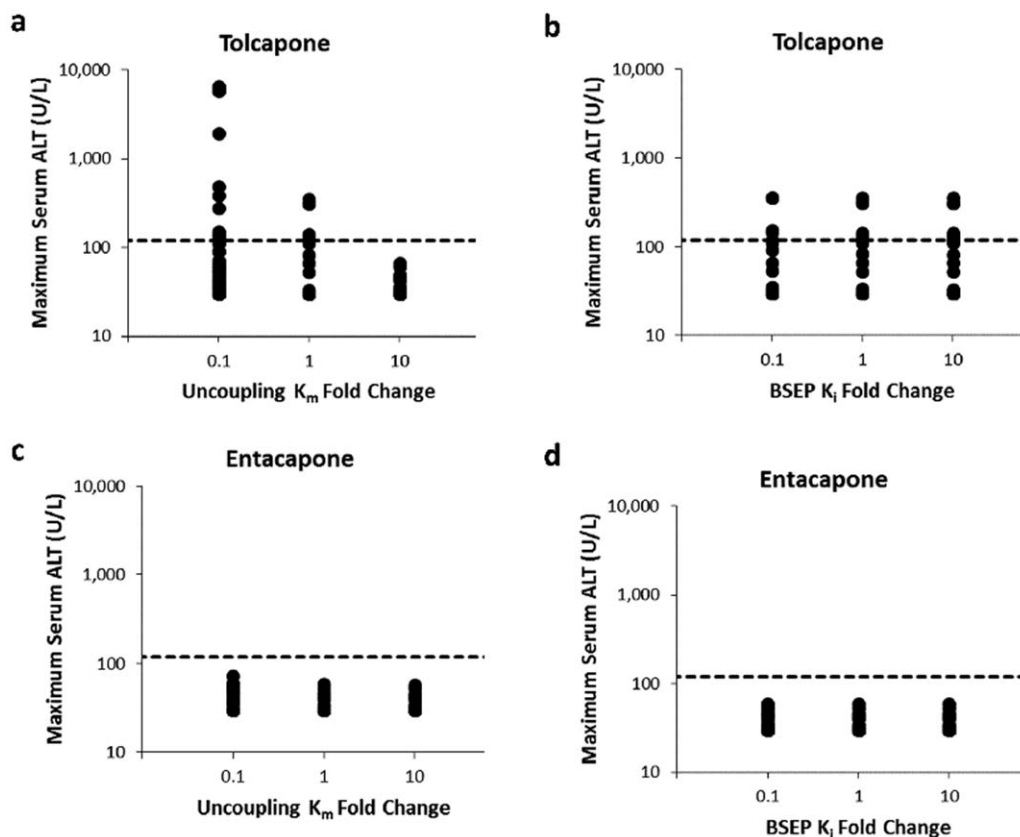 a
Tolcapone
Maximum Serum ALT (U/L)
10,000
1,000
100
10
0.1 1 10
Uncoupling Km Fold Change
b
Tolcapone
Maximum Serum ALT (U/L)
10,000
1,000
100
10
0.1 1 10
BSEP Ki Fold Change
c
Entacapone
Maximum Serum ALT (U/L)
10,000
1,000
100
10
0.1 1 10
Uncoupling Km Fold Change
d
Entacapone
Maximum Serum ALT (U/L)
10,000
1,000
100
10
0.1 1 10
BSEP Ki Fold Change